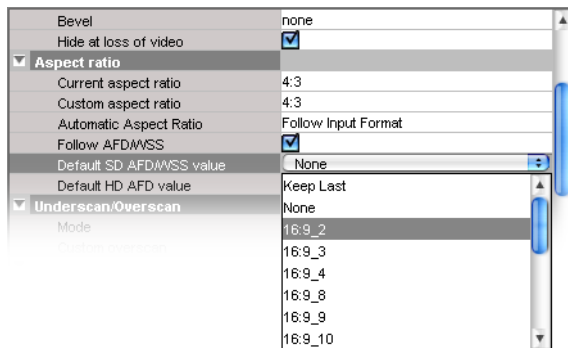 Bevel none
Hide at loss of video
Aspect ratio
Current aspect ratio 4:3
Custom aspect ratio 4:3
Automatic Aspect Ratio Follow Input Format
Follow AFD/WSS
Default SD AFD/WSS value None
Default HD AFD value Keep Last
Underscan/Overscan None
Mode 16:9_2
16:9_3
16:9_4
16:9_8
16:9_9
16:9_10